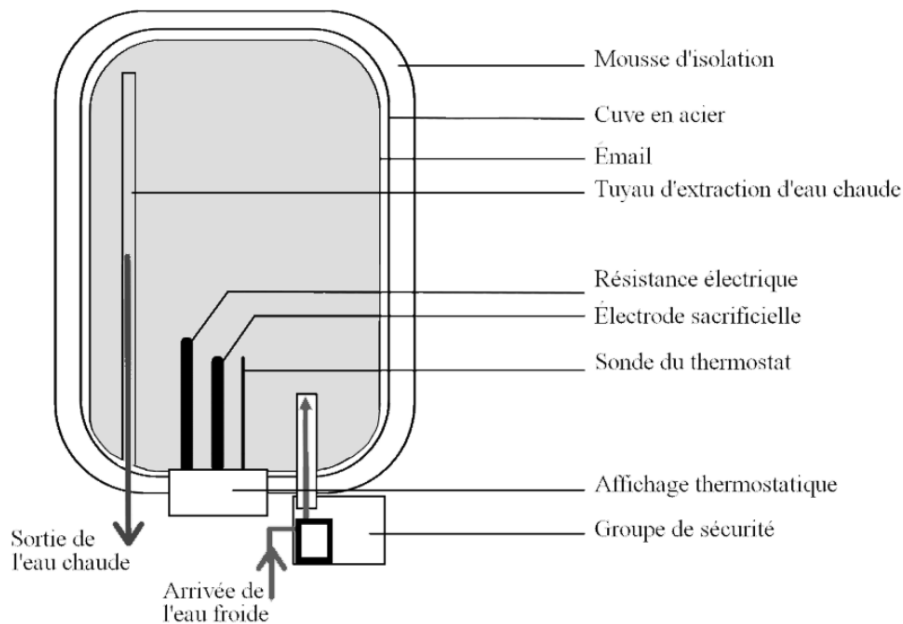 Mousse d'isolation
Cuve en acier
Émail
Tuyau d'extraction d'eau chaude
Résistance électrique
Électrode sacrificielle
Sonde du thermostat
Affichage thermostatique
Groupe de sécurité
Sortie de
l'eau chaude
Arrivée de
l'eau froide